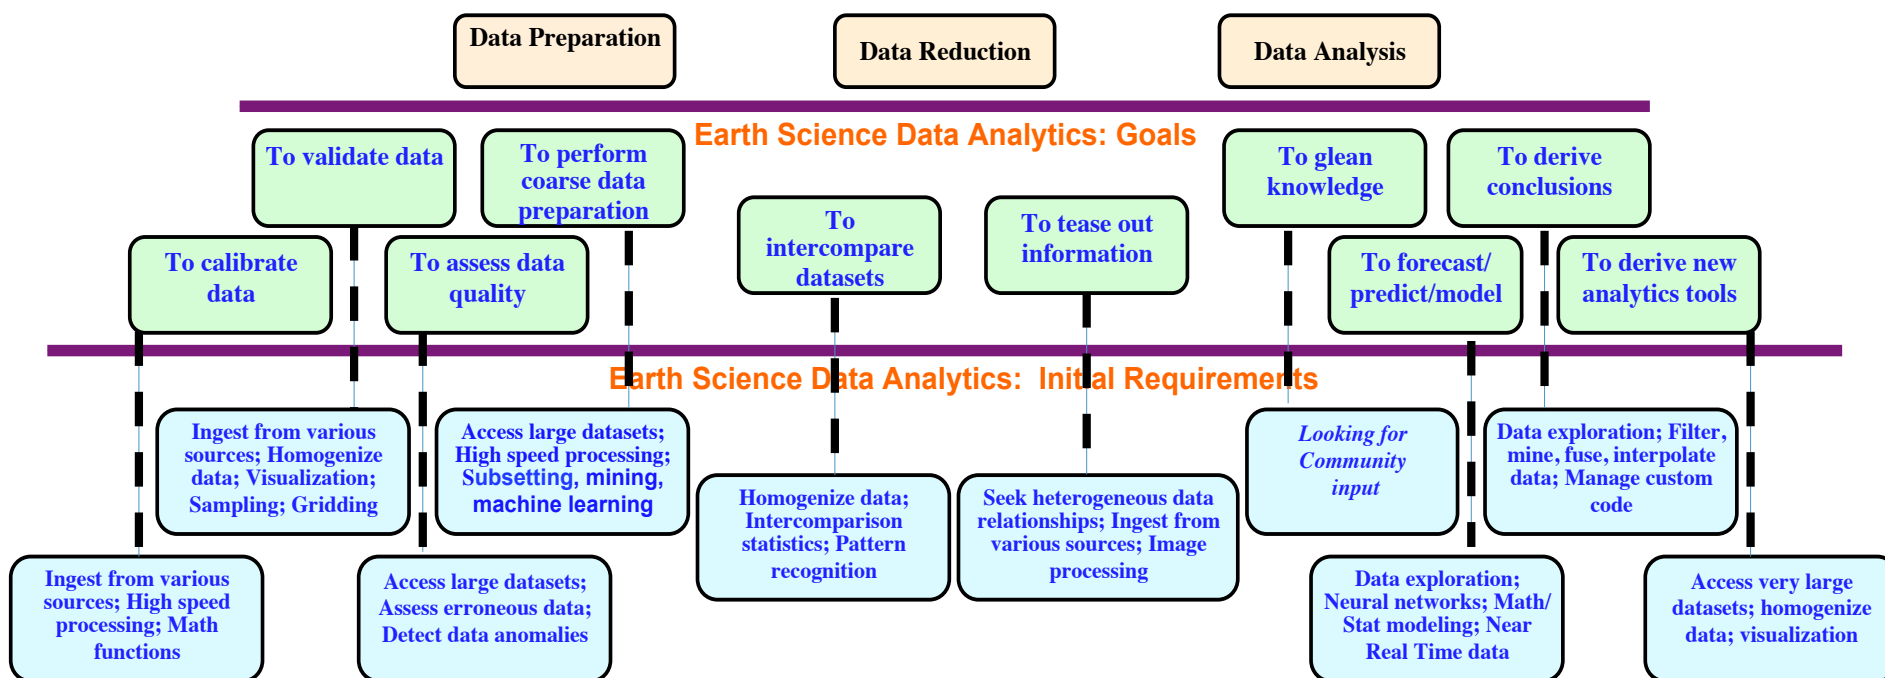 Data Preparation
Data Reduction
Data Analysis
Earth Science Data Analytics: Goals
To validate data
To perform
coarse data
preparation
To glean
knowledge
To derive
conclusions
To calibrate
data
To assess data
quality
To
intercompare
datasets
To tease out
information
To forecast/
predict/model
To derive new
analytics tools
Earth Science Data Analytics:  Initial Requirements
Ingest from various
sources; Homogenize
data; Visualization;
Sampling; Gridding
Access large datasets;
High speed processing;
Subsetting, mining,
machine learning
Looking for
Community
input
Data exploration; Filter,
mine, fuse, interpolate
data; Manage custom
code
Homogenize data;
Intercomparison
statistics; Pattern
recognition
Seek heterogeneous data
relationships; Ingest from
various sources; Image
processing
Ingest from various
sources; High speed
processing; Math
functions
Access large datasets;
Assess erroneous data;
Detect data anomalies
Data exploration;
Neural networks; Math/
Stat modeling; Near
Real Time data
Access very large
datasets; homogenize
data; visualization